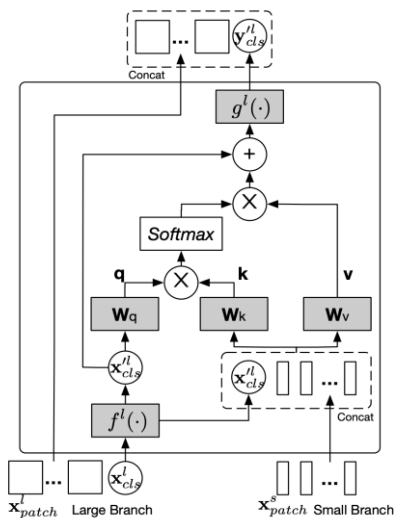 ... y'^l_cls
Concat
g^l(·)
+
×
Softmax
q × k v
W_q W_k W_v
x'^l_cls x'^l_cls ...
Concat
f^l(·)
... x^l_cls ...
x^l_patch Large Branch x^s_patch Small Branch